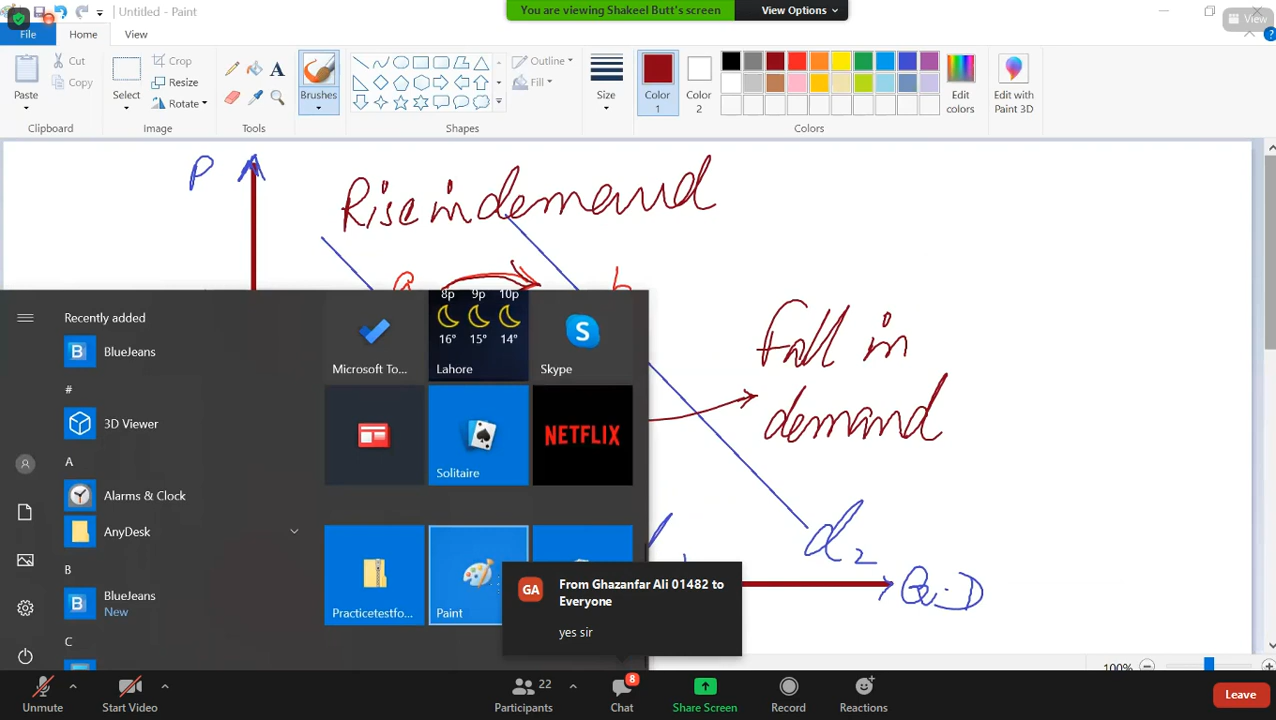 Untitled - Paint
You are viewing Shakeel Butt's screen
View Options
View
File
Home
View
Paste
Cut
Copy
Clipboard
Select
Crop
Resize
Rotate
Image
Tools
Brushes
Outline
Fill
Shapes
Size
Color 1
Color 2
Edit colors
Edit with Paint 3D
Colors
P
Rise in demand
a
b
Fall in
demand
d2
Q.D
Recently added
BlueJeans
#
3D Viewer
A
Alarms & Clock
AnyDesk
B
BlueJeans
New
C
Microsoft To...
8p 9p 10p
16° 15° 14°
Lahore
Skype
Solitaire
NETFLIX
Practicetestfo...
Paint
GA
From Ghazanfar Ali 01482 to
Everyone
yes sir
100%
Unmute
Start Video
22
Participants
8
Chat
Share Screen
Record
Reactions
Leave